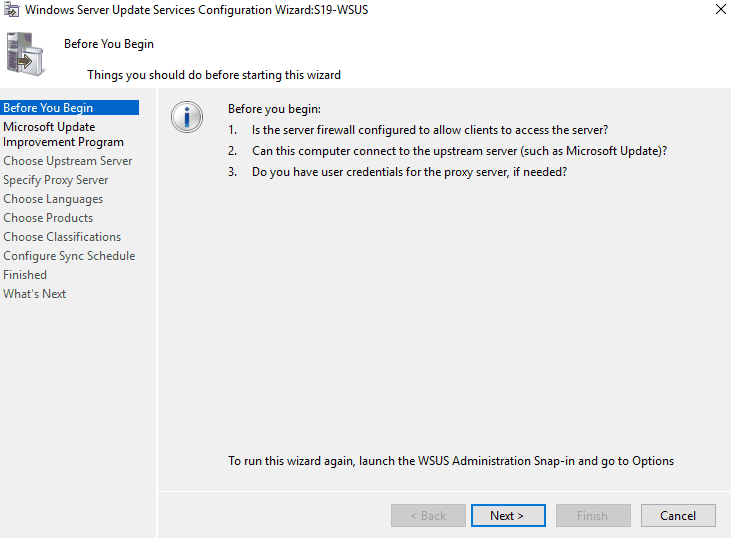 Windows Server Update Services Configuration Wizard:S19-WSUS
Before You Begin
Things you should do before starting this wizard
Before You Begin
Microsoft Update
Improvement Program
Choose Upstream Server
Specify Proxy Server
Choose Languages
Choose Products
Choose Classifications
Configure Sync Schedule
Finished
What's Next
Before you begin:
1. Is the server firewall configured to allow clients to access the server?
2. Can this computer connect to the upstream server (such as Microsoft Update)?
3. Do you have user credentials for the proxy server, if needed?
To run this wizard again, launch the WSUS Administration Snap-in and go to Options
< Back
Next >
Finish
Cancel